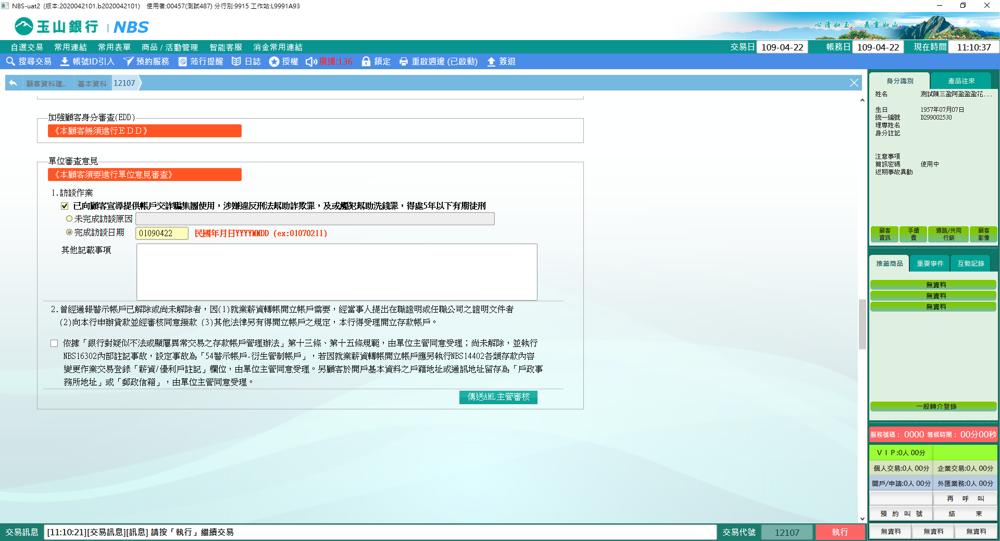 NBS-uat2 (版本:2020042101.b2020042101) 使用者:00457(測試487) 分行別:9915 工作站:L9991A93
玉山銀行 | NBS
心清如玉。義重如山。
自選交易 常用連結 常用表單 商品 / 活動管理 智能客服 消金常用連結 交易日 109-04-22 帳務日 109-04-22 現在時間 11:10:37
搜尋交易 帳號ID引入 預約服務 蒞行提醒 日誌 授權 廣播:136 鎖定 重啟週邊 (已啟動) 簽退
顧客資料建.. 基本資料 12107
加強顧客身分審查(EDD)
《本顧客無須進行ＥＤＤ》
單位審查意見
《本顧客須要進行單位意見審查》
1.訪談作業
已向顧客宣導提供帳戶交詐騙集團使用，涉嫌違反刑法幫助詐欺罪，及或觸犯幫助洗錢罪，得處5年以下有期徒刑
未完成訪談原因
完成訪談日期 01090422 民國年月日YYYYMMDD (ex:01070211)
其他記載事項
2.曾經通報警示帳戶已解除或尚未解除者，因(1)就業薪資轉帳開立帳戶需要，經當事人提出在職證明或任職公司之證明文件者
(2)向本行申辦貸款並經審核同意撥款 (3)其他法律另有得開立帳戶之規定，本行得受理開立存款帳戶。
依據「銀行對疑似不法或顯屬異常交易之存款帳戶管理辦法」第十三條、第十五條規範，由單位主管同意受理；尚未解除，並執行
NBS16302內部註記事故，設定事故為「54警示帳戶-衍生管制帳戶」，若因就業薪資轉帳開立帳戶應另執行NBS14402各類存款內容
變更作業交易登錄「薪資/優利戶註記」欄位，由單位主管同意受理。另顧客於開戶基本資料之戶籍地址或通訊地址留存為「戶政事
務所地址」或「郵政信箱」，由單位主管同意受理。
傳送AML主管審核
交易訊息 [11:10:21][交易訊息][訊息] 請按「執行」繼續交易 交易代號 12107 執行
身分識別 產品往來
姓名 測試陳三盈阿盈盈盈花...
生日 1957年07月07日
統一編號 D299002530
理專姓名
身分註記
注意事項
簡訊密碼 使用中
近期事故異動
顧客資訊 手續費 通路/共同行銷 顧客影像
推薦商品 重要事件 互動記錄
無資料
無資料
無資料
一般轉介登錄
服務號碼： 0000 等候時間： 00分00秒
ＶＩＰ:0人 00分
個人交易:0人 00分 企業交易:0人 00分
開戶/申請:0人 00分 外匯業務:0人 00分
再 呼 叫
預 約 叫 號 結 束
無資料 無資料 無資料